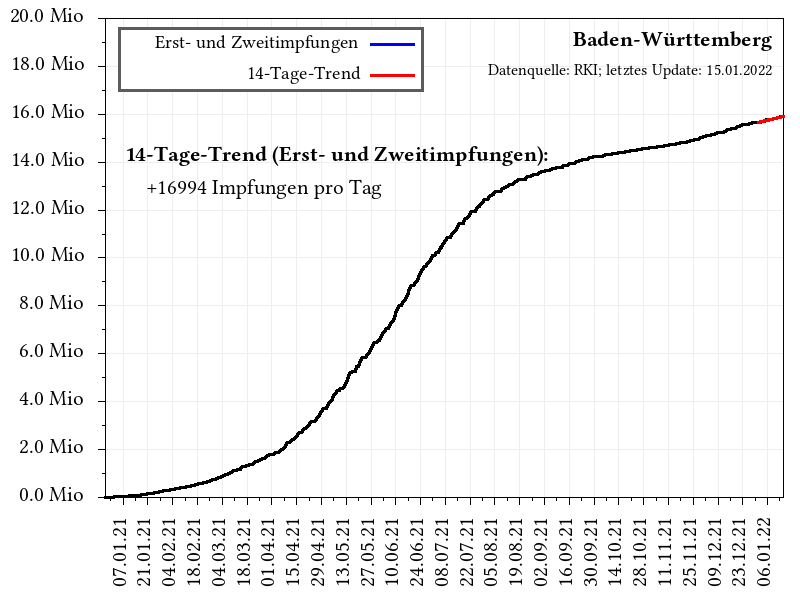 20.0 Mio
18.0 Mio
16.0 Mio
14.0 Mio
12.0 Mio
10.0 Mio
8.0 Mio
6.0 Mio
4.0 Mio
2.0 Mio
0.0 Mio
Erst- und Zweitimpfungen
14-Tage-Trend
Baden-Württemberg
Datenquelle: RKI; letztes Update: 15.01.2022
14-Tage-Trend (Erst- und Zweitimpfungen):
+16994 Impfungen pro Tag
07.01.21
21.01.21
04.02.21
18.02.21
04.03.21
18.03.21
01.04.21
15.04.21
29.04.21
13.05.21
27.05.21
10.06.21
24.06.21
08.07.21
22.07.21
05.08.21
19.08.21
02.09.21
16.09.21
30.09.21
14.10.21
28.10.21
11.11.21
25.11.21
09.12.21
23.12.21
06.01.22